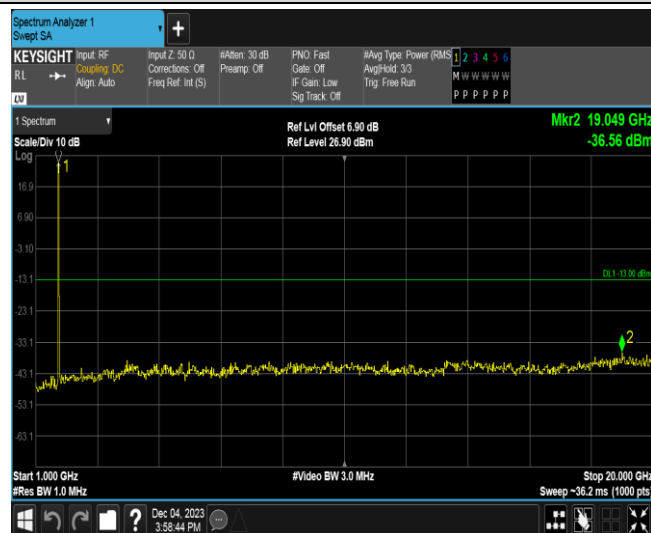 Spectrum Analyzer 1
Swept SA
+
KEYSIGHT
RL
Input: RF
Coupling: DC
Align: Auto
Input Z: 50 Ω
Corrections: Off
Freq Ref: Int (S)
#Atten: 30 dB
Preamp: Off
PNO: Fast
Gate: Off
IF Gain: Low
Sig Track: Off
#Avg Type: Power (RMS
Avg|Hold: 3/3
Trig: Free Run
1 2 3 4 5 6
M W W W W W
P P P P P P
1 Spectrum
Scale/Div 10 dB
Log
Ref Lvl Offset 6.90 dB
Ref Level 26.90 dBm
Mkr2 19.049 GHz
-36.56 dBm
1
16.9
6.90
-3.10
-13.1
DL1 -13.00 dBm
-23.1
-33.1
2
-43.1
-53.1
-63.1
Start 1.000 GHz
#Res BW 1.0 MHz
#Video BW 3.0 MHz
Stop 20.000 GHz
Sweep ~36.2 ms (1000 pts)
?
Dec 04, 2023
3:58:44 PM